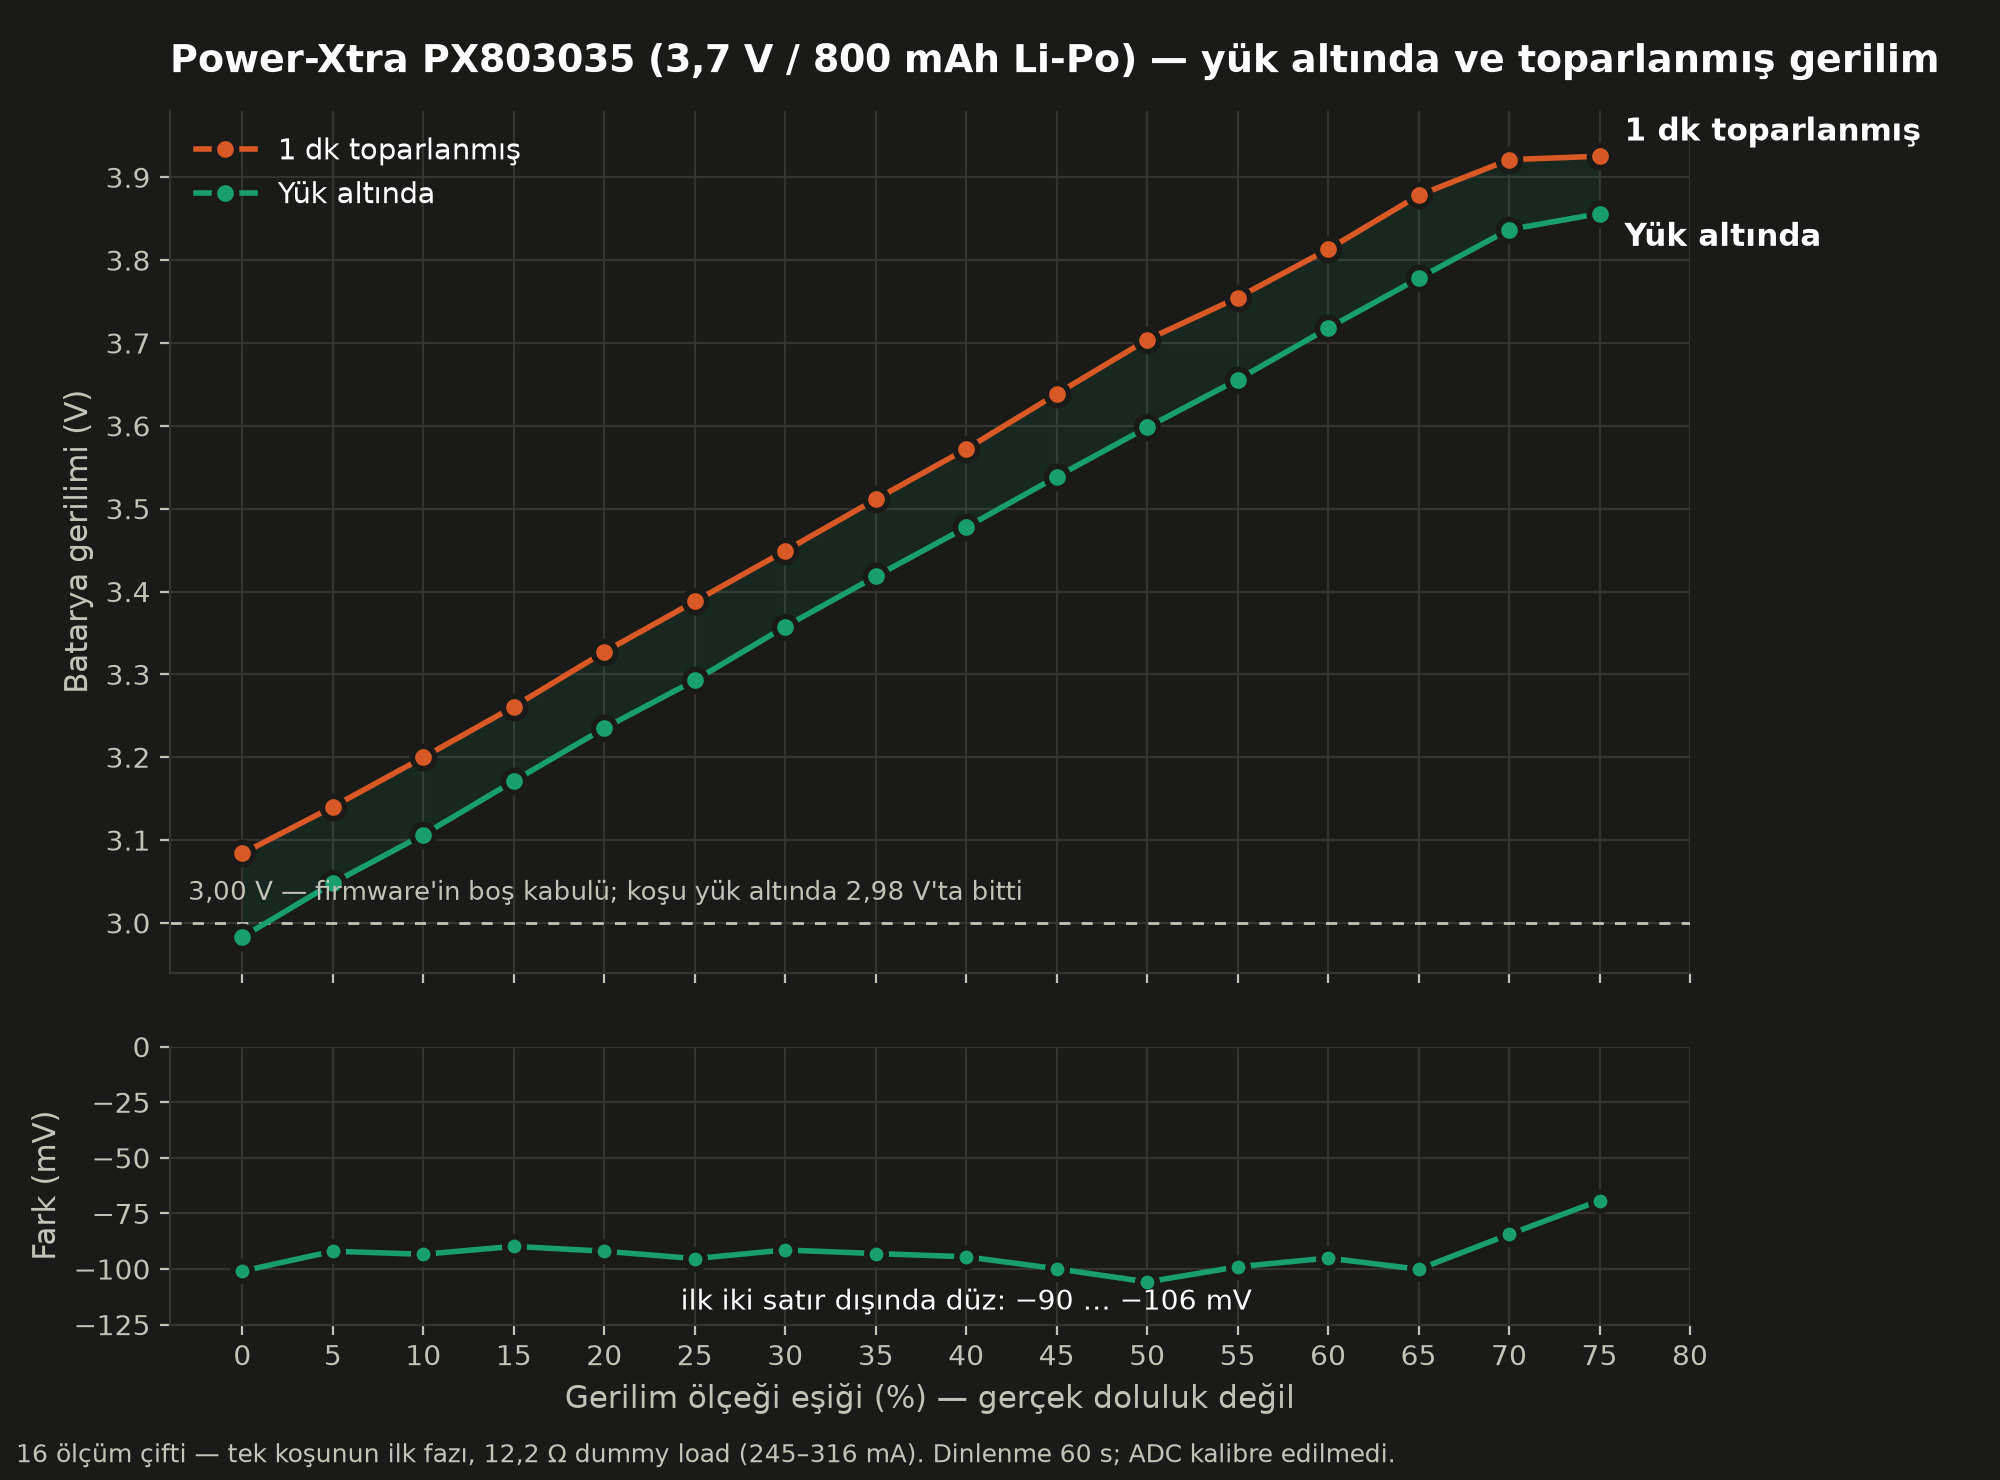 Power-Xtra PX803035 (3,7 V / 800 mAh Li-Po) — yük altında ve toparlanmış gerilim
1 dk toparlanmış
Yük altında
1 dk toparlanmış
Yük altında
Batarya gerilimi (V)
3.9
3.8
3.7
3.6
3.5
3.4
3.3
3.2
3.1
3.0
3,00 V — firmware'in boş kabulü; koşu yük altında 2,98 V'ta bitti
Fark (mV)
0
−25
−50
−75
−100
−125
ilk iki satır dışında düz: −90 … −106 mV
0 5 10 15 20 25 30 35 40 45 50 55 60 65 70 75 80
Gerilim ölçeği eşiği (%) — gerçek doluluk değil
16 ölçüm çifti — tek koşunun ilk fazı, 12,2 Ω dummy load (245–316 mA). Dinlenme 60 s; ADC kalibre edilmedi.